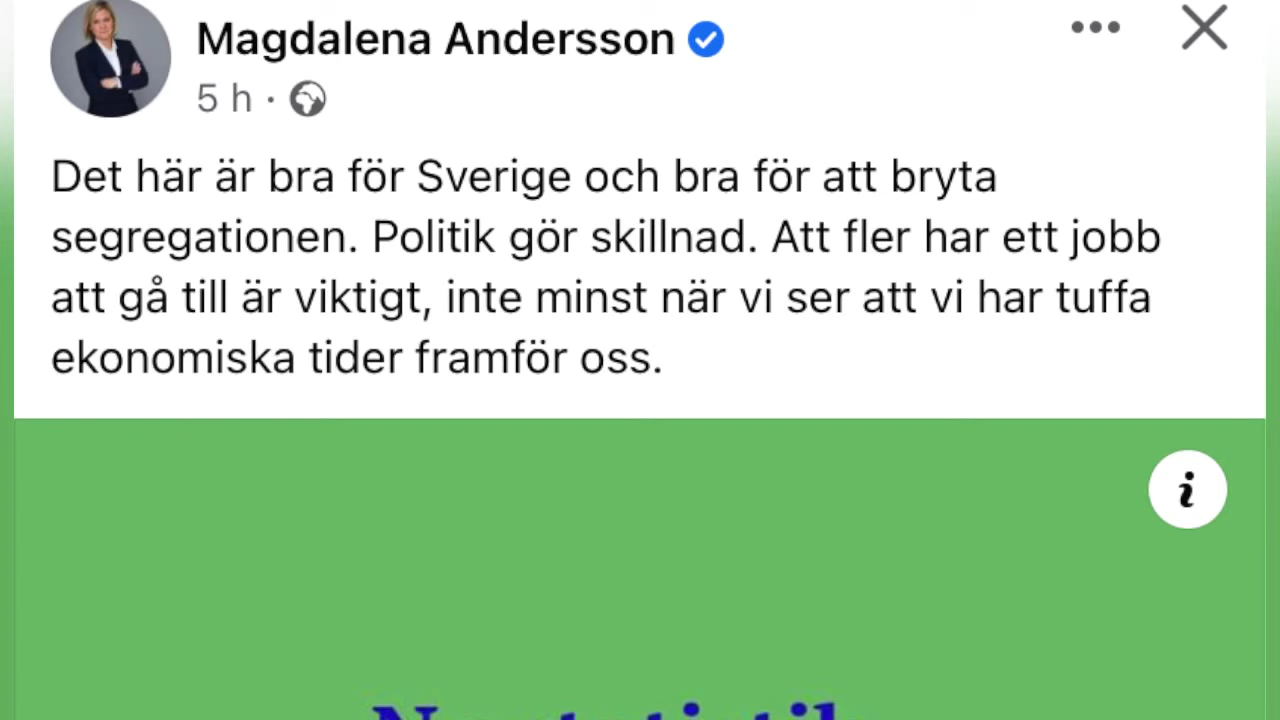 Magdalena Andersson
5 h ·
Det här är bra för Sverige och bra för att bryta
segregationen. Politik gör skillnad. Att fler har ett jobb
att gå till är viktigt, inte minst när vi ser att vi har tuffa
ekonomiska tider framför oss.
i